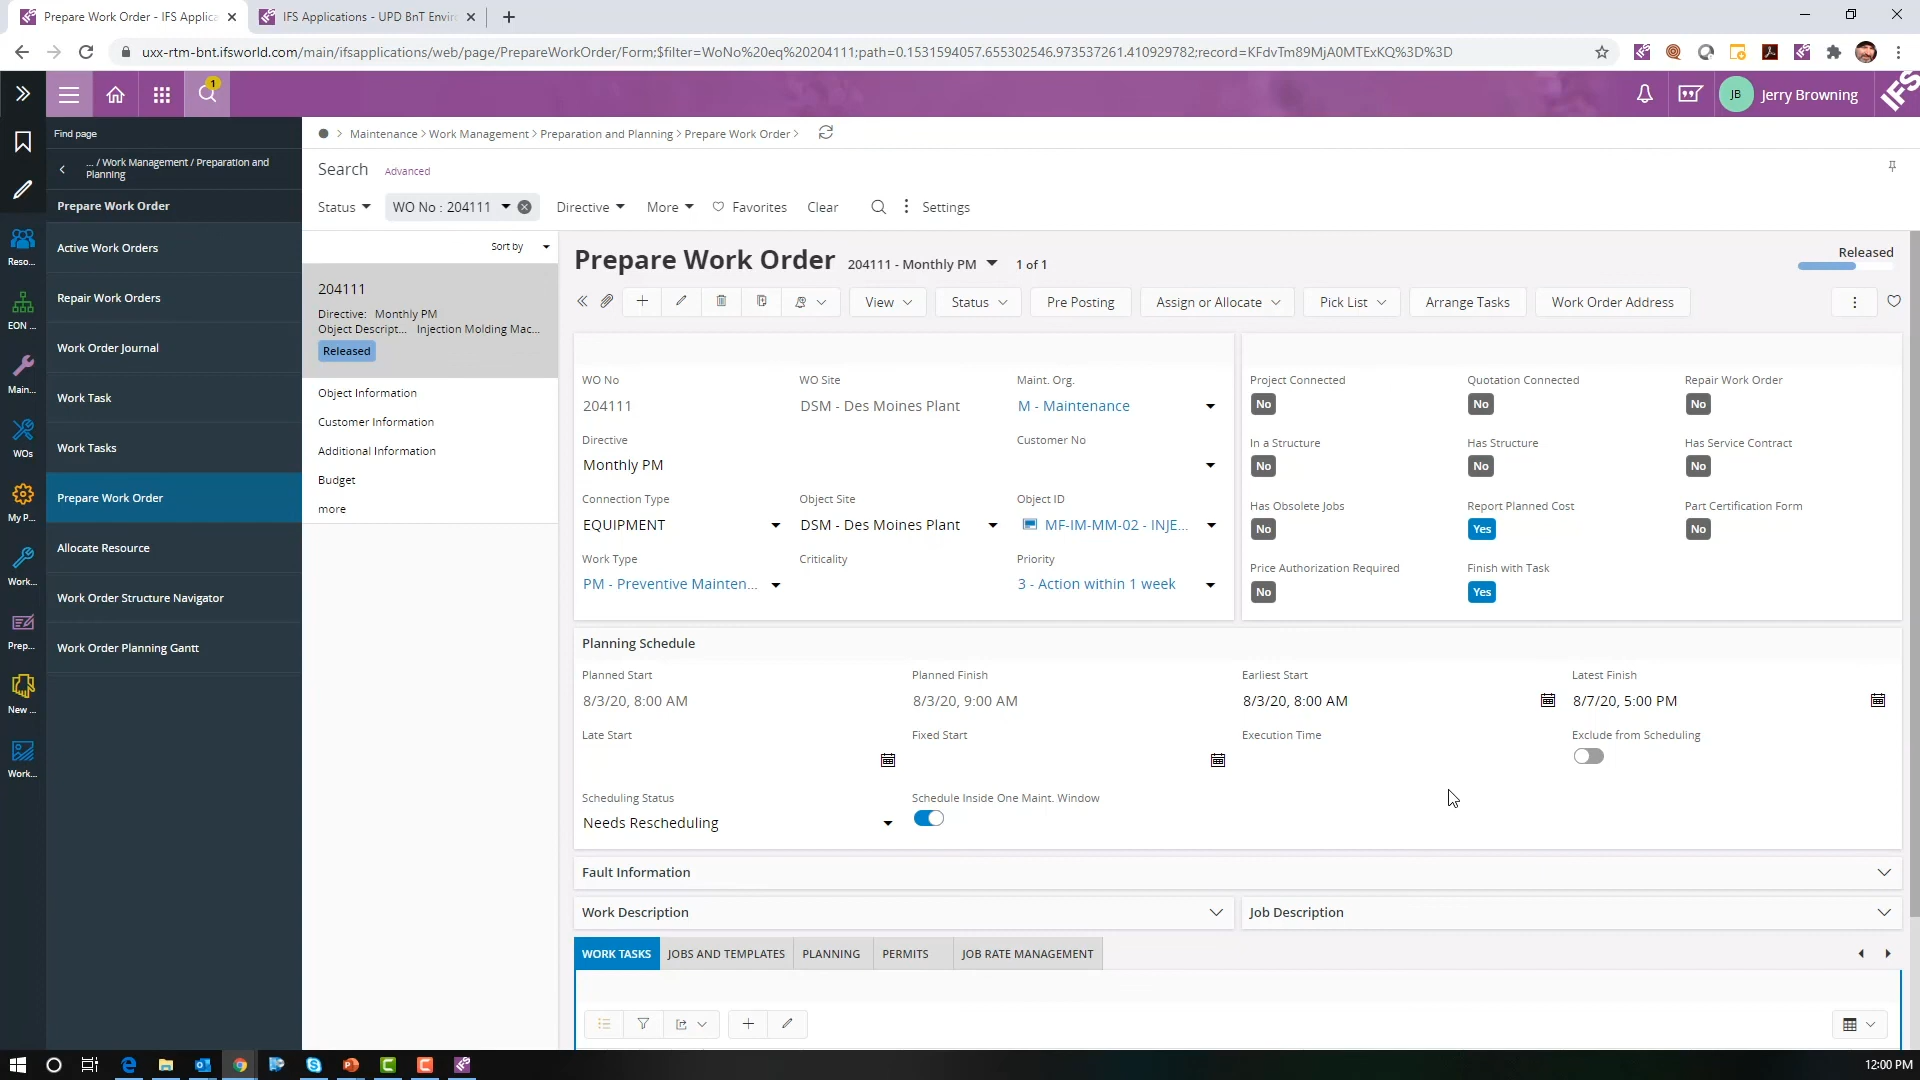 Prepare Work Order - IFS Applica
IFS Applications - UPD BnT Envir
uxx-rtm-bnt.ifsworld.com/main/ifsapplications/web/page/PrepareWorkOrder/Form;$filter=WoNo%20eq%20204111;path=0.1531594057.655302546.973537261.410929782;record=KFdvTm89MjA0MTExKQ%3D%3D
1
JB
Jerry Browning
IFS
Find page
... / Work Management / Preparation and
Planning
Prepare Work Order
Active Work Orders
Repair Work Orders
Work Order Journal
Work Task
Work Tasks
Prepare Work Order
Allocate Resource
Work Order Structure Navigator
Work Order Planning Gantt
Reso...
EON ...
Main...
WOs
My P...
Work...
Prep...
New ...
Work...
Maintenance > Work Management > Preparation and Planning > Prepare Work Order >
Search
Advanced
Status
WO No : 204111
Directive
More
Favorites
Clear
Settings
Sort by
204111
Directive: Monthly PM
Object Descript... Injection Molding Mac...
Released
Object Information
Customer Information
Additional Information
Budget
more
Prepare Work Order
204111 - Monthly PM
1 of 1
Released
View
Status
Pre Posting
Assign or Allocate
Pick List
Arrange Tasks
Work Order Address
WO No
WO Site
Maint. Org.
204111
DSM - Des Moines Plant
M - Maintenance
Directive
Customer No
Monthly PM
Connection Type
Object Site
Object ID
EQUIPMENT
DSM - Des Moines Plant
MF-IM-MM-02 - INJE...
Work Type
Criticality
Priority
PM - Preventive Mainten...
3 - Action within 1 week
Project Connected
Quotation Connected
Repair Work Order
No
No
No
In a Structure
Has Structure
Has Service Contract
No
No
No
Has Obsolete Jobs
Report Planned Cost
Part Certification Form
No
Yes
No
Price Authorization Required
Finish with Task
No
Yes
Planning Schedule
Planned Start
Planned Finish
Earliest Start
Latest Finish
8/3/20, 8:00 AM
8/3/20, 9:00 AM
8/3/20, 8:00 AM
8/7/20, 5:00 PM
Late Start
Fixed Start
Execution Time
Exclude from Scheduling
Scheduling Status
Schedule Inside One Maint. Window
Needs Rescheduling
Fault Information
Work Description
Job Description
WORK TASKS
JOBS AND TEMPLATES
PLANNING
PERMITS
JOB RATE MANAGEMENT
12:00 PM